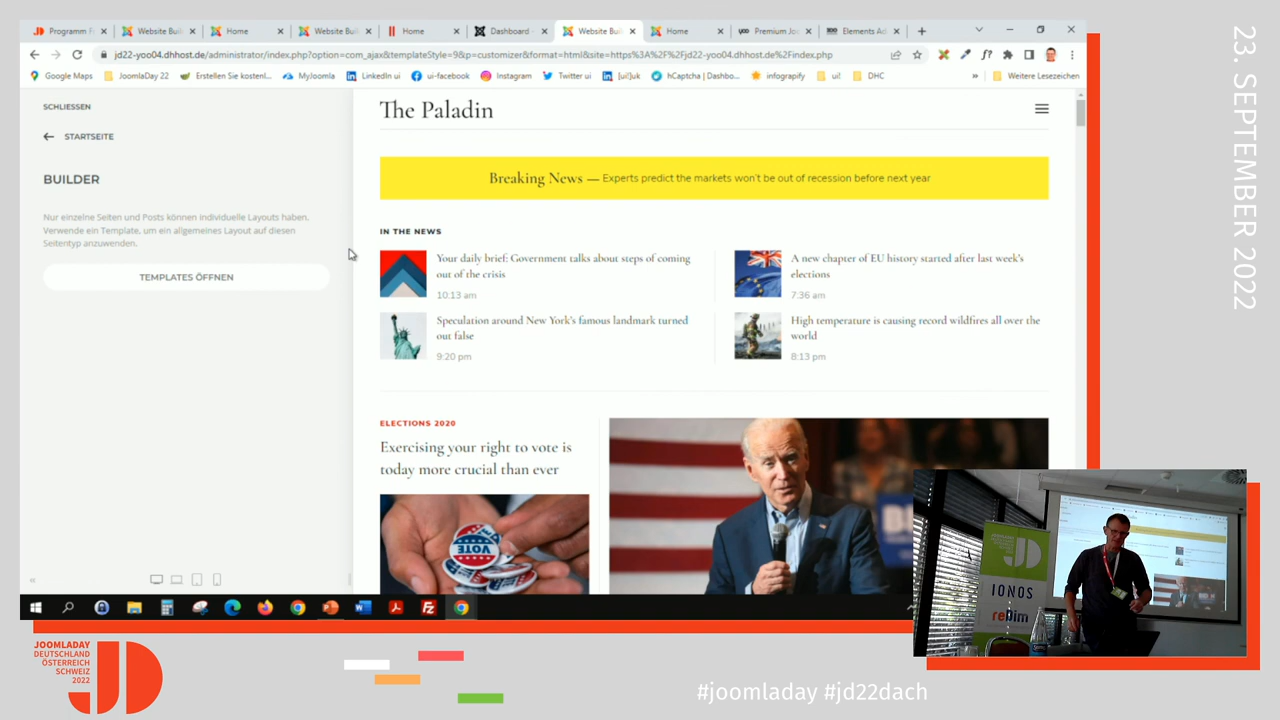 Programm F
Website Bui
Home
Website Bui
Home
Dashboard
Website Buil
Home
Premium Joo
Elements Ad
jd22-yoo04.dhhost.de/administrator/index.php?option=com_ajax&templateStyle=9&p=customizer&format=html&site=https%3A%2F%2Fjd22-yoo04.dhhost.de%2Findex.php
Google Maps
JoomlaDay 22
Erstellen Sie kostenl...
MyJoomla
LinkedIn ui
ui-facebook
Instagram
Twitter ui
[ui!]uk
hCaptcha | Dashbo...
infograpify
ui!
DHC
»
Weitere Lesezeichen
SCHLIESSEN
STARTSEITE
BUILDER
Nur einzelne Seiten und Posts können individuelle Layouts haben.
Verwende ein Template, um ein allgemeines Layout auf diesen
Seitentyp anzuwenden.
TEMPLATES ÖFFNEN
The Paladin
Breaking News — Experts predict the markets won't be out of recession before next year
IN THE NEWS
Your daily brief: Government talks about steps of coming
out of the crisis
10:13 am
A new chapter of EU history started after last week's
elections
7:36 am
Speculation around New York's famous landmark turned
out false
9:20 pm
High temperature is causing record wildfires all over the
world
8:13 pm
ELECTIONS 2020
Exercising your right to vote is
today more crucial than ever
VOTE
23. SEPTEMBER 2022
IONOS
JOOMLADAY
DEUTSCHLAND
ÖSTERREICH
SCHWEIZ
2022
JD
#joomladay #jd22dach